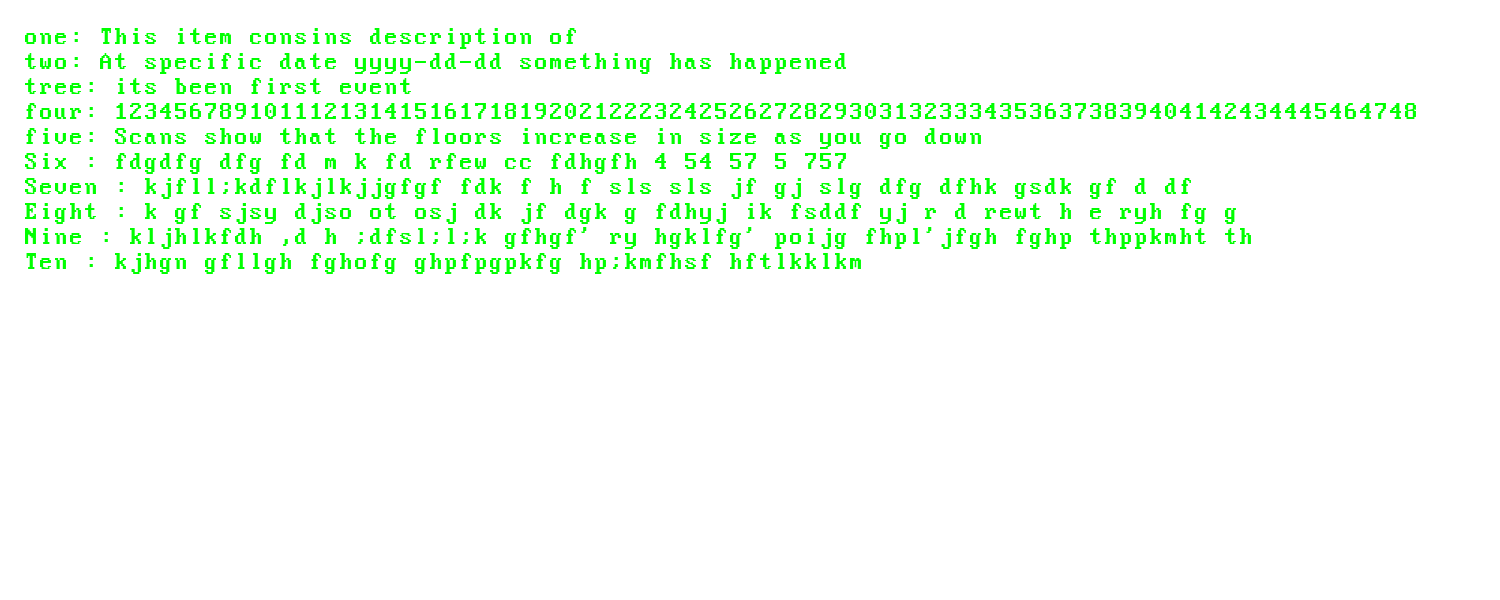 one: This item consins description of
two: At specific date yyyy-dd-dd something has happened
tree: its been first event
four: 123456789101112131415161718192021222324252627282930313233343536373839404142434445464748
five: Scans show that the floors increase in size as you go down
Six : fdgdfg dfg fd m k fd rfew cc fdhgfh 4 54 57 5 757
Seven : kjfll;kdflkjlkjjgfgf fdk f h f sls sls jf gj slg dfg dfhk gsdk gf d df
Eight : k gf sjsy djso ot osj dk jf dgk g fdhyj ik fsddf yj r d rewt h e ryh fg g
Nine : kljhlkfdh ,d h ;dfsl;l;k gfhgf' ry hgklfg' poijg fhpl'jfgh fghp thppkmht th
Ten : kjhgn gfllgh fghofg ghpfpgpkfg hp;kmfhsf hftlkklkm